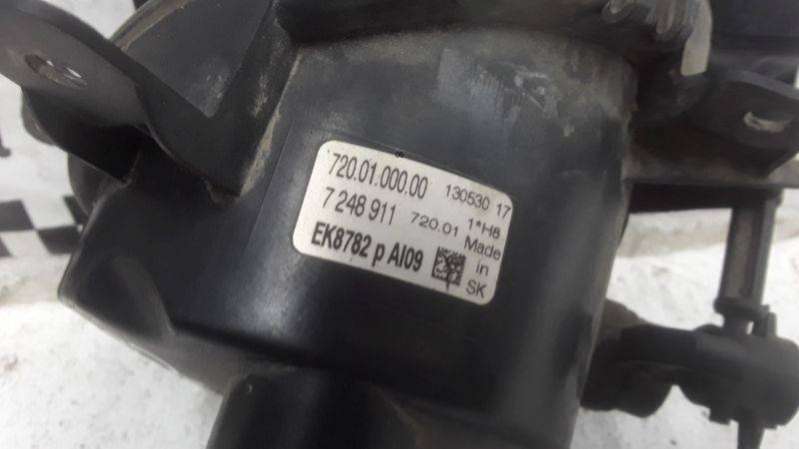 720.01.000.00 130530 17
7 248 911 720.01 1*H8
EK8782 p AI09 Made
in
SK